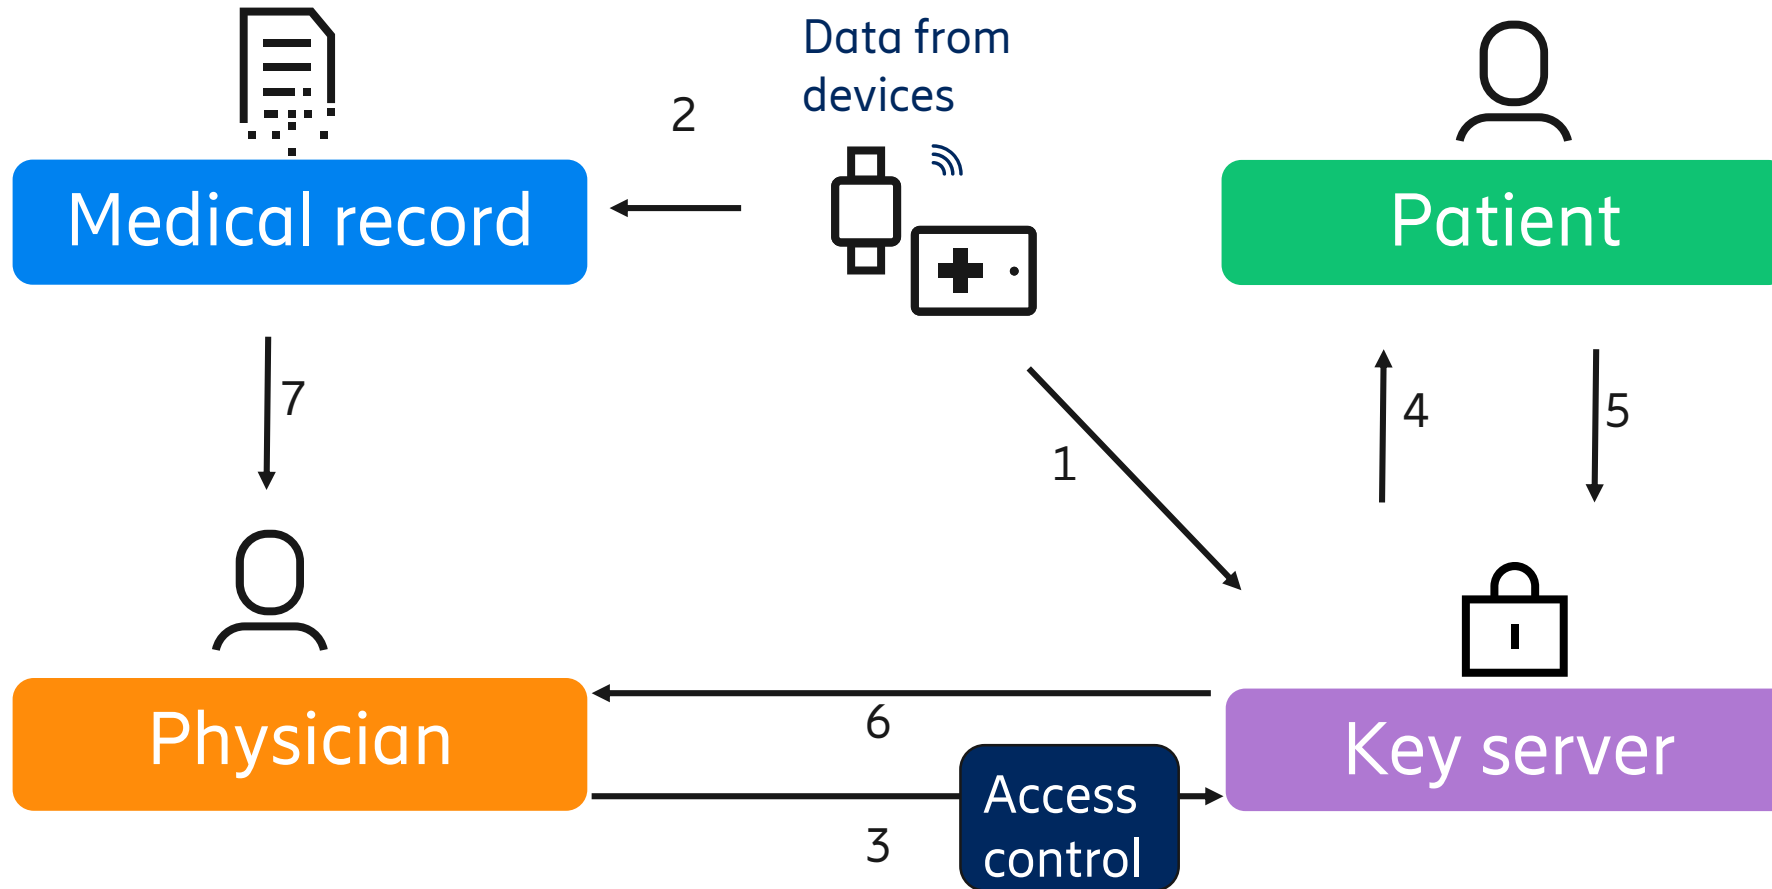 Data from
devices
2
Medical record
Patient
7
4
5
1
6
Physician
Key server
Access
control
3